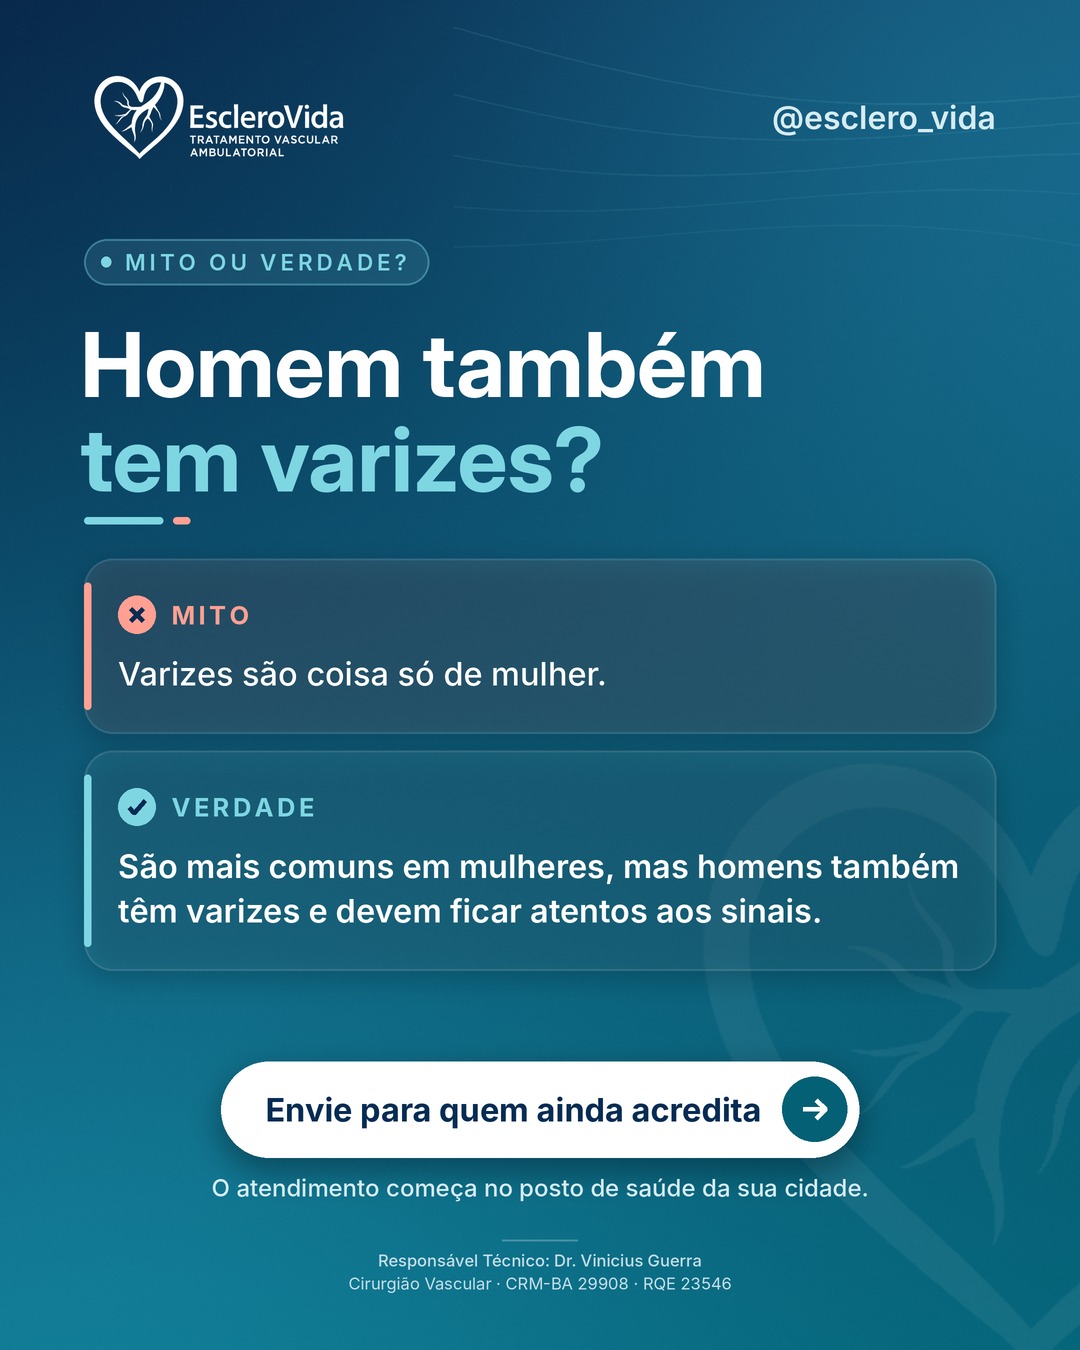 EscleroVida
TRATAMENTO VASCULAR
AMBULATORIAL
@esclero_vida
MITO OU VERDADE?
Homem também
tem varizes?
MITO
Varizes são coisa só de mulher.
VERDADE
São mais comuns em mulheres, mas homens também
têm varizes e devem ficar atentos aos sinais.
Envie para quem ainda acredita
O atendimento começa no posto de saúde da sua cidade.
Responsável Técnico: Dr. Vinicius Guerra
Cirurgião Vascular · CRM-BA 29908 · RQE 23546